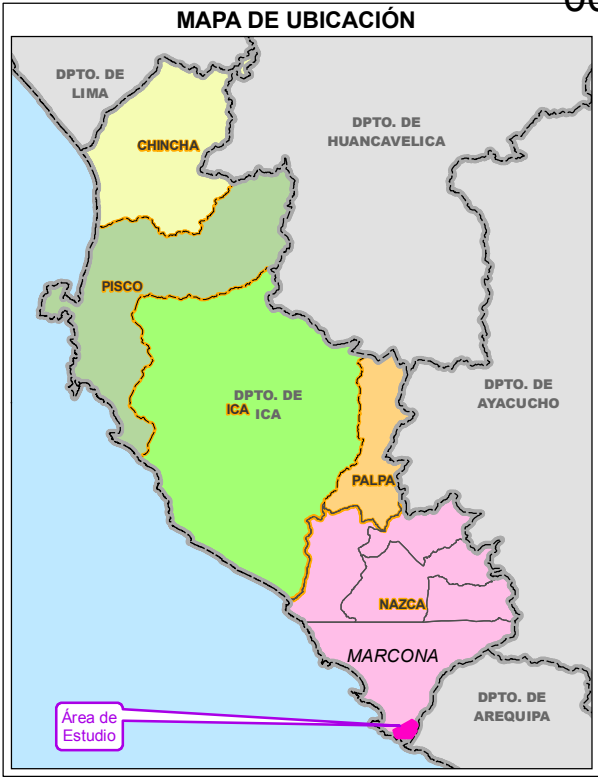 MAPA DE UBICACIÓN
DPTO. DE
LIMA
CHINCHA
DPTO. DE
HUANCAVELICA
PISCO
DPTO. DE
ICA
ICA
DPTO. DE
AYACUCHO
PALPA
NAZCA
MARCONA
DPTO. DE
AREQUIPA
Área de
Estudio